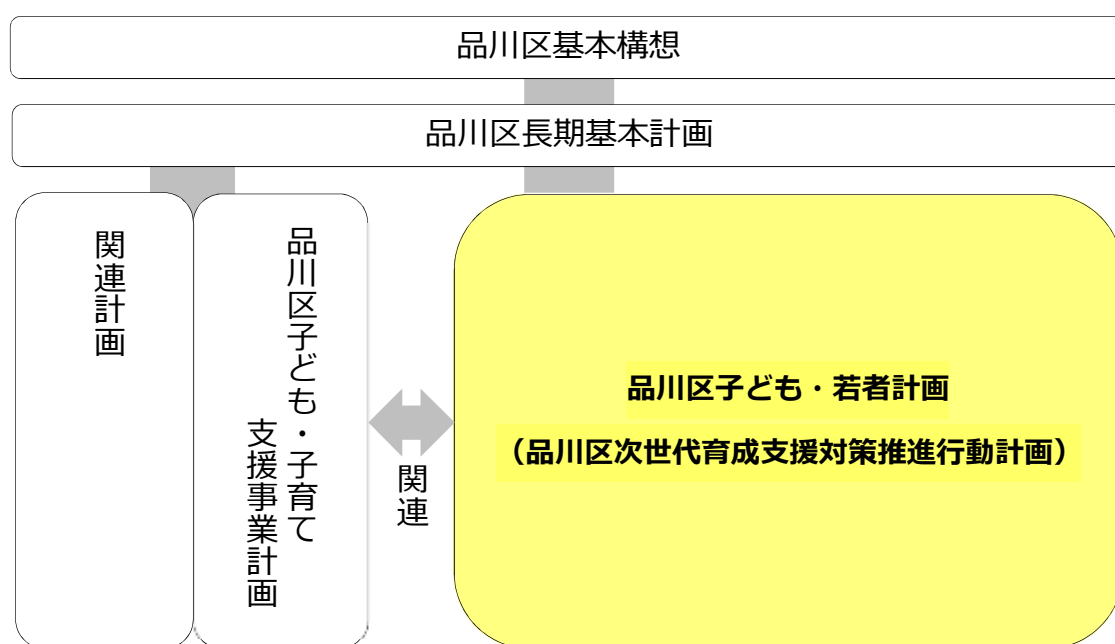 品川区基本構想
品川区長期基本計画
関連計画
品川区子ども・子育て
支援事業計画
関連
品川区子ども・若者計画
（品川区次世代育成支援対策推進行動計画）